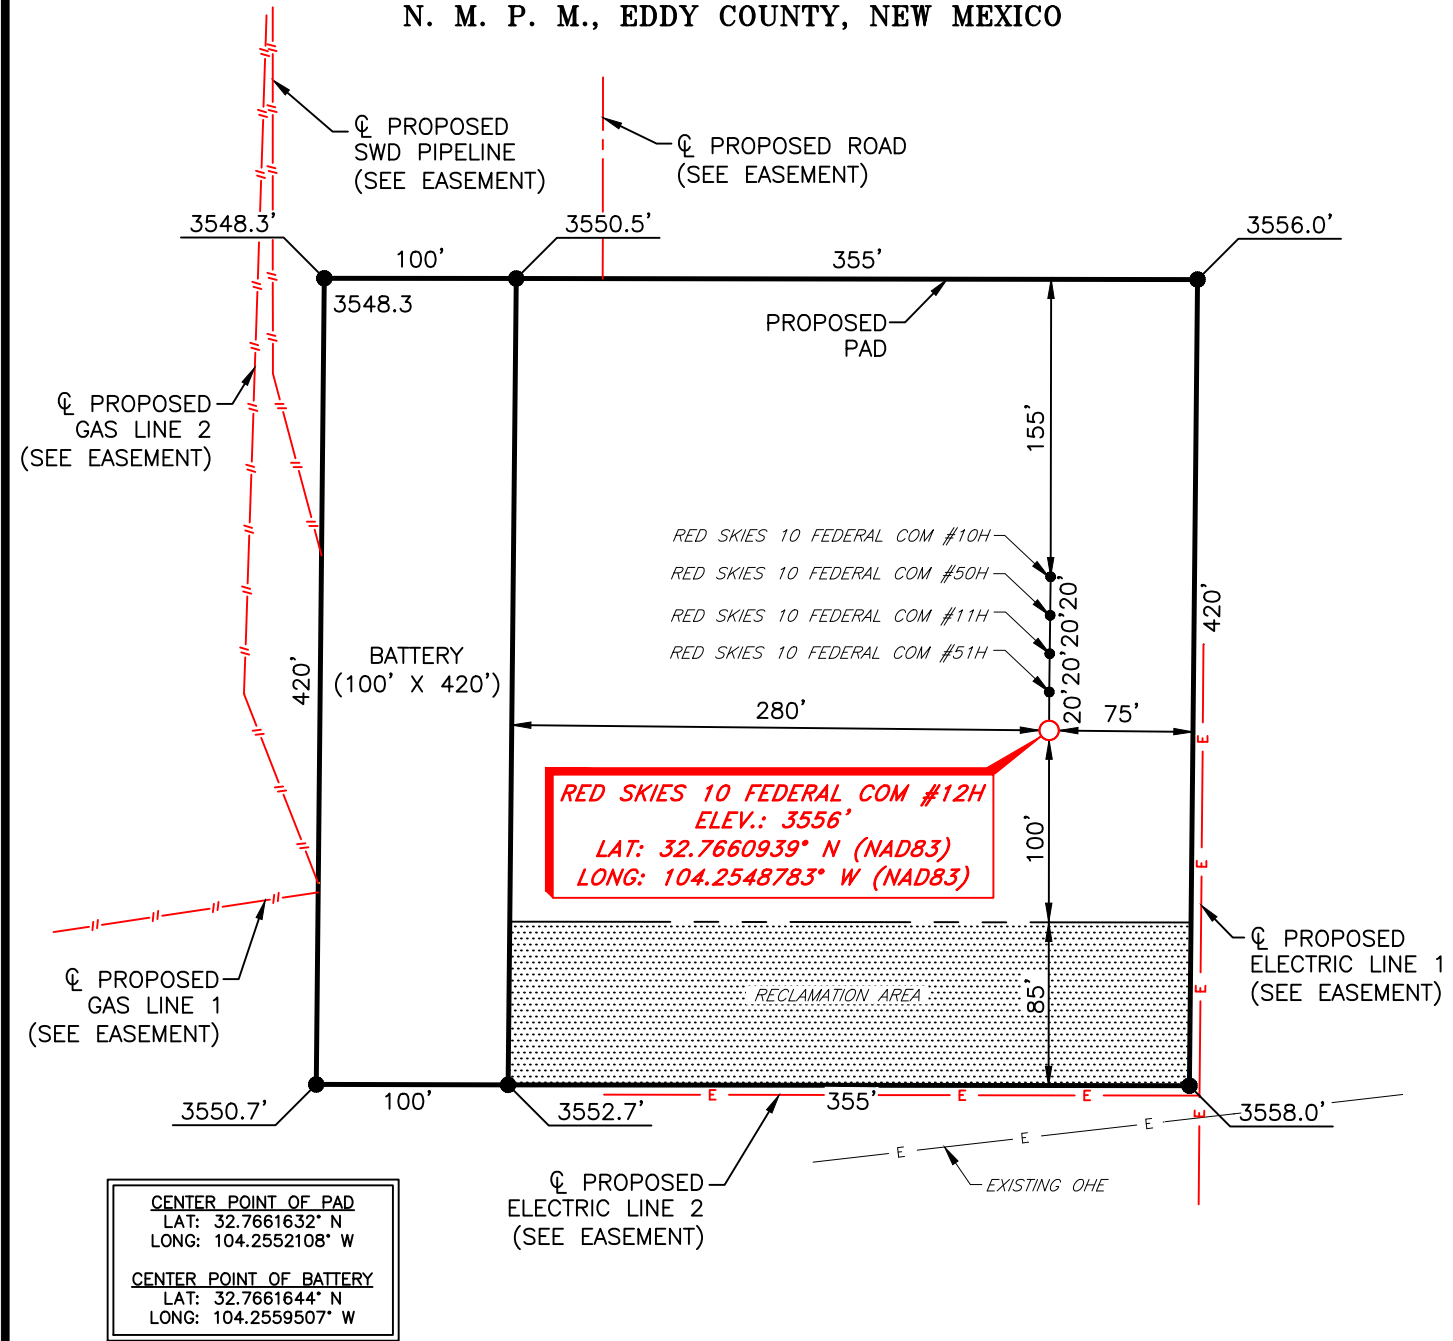 N. M. P. M., EDDY COUNTY, NEW MEXICO
℄ PROPOSED
SWD PIPELINE
(SEE EASEMENT)
℄ PROPOSED ROAD
(SEE EASEMENT)
3548.3'
3550.5'
3556.0'
100'
355'
3548.3
PROPOSED
PAD
℄ PROPOSED
GAS LINE 2
(SEE EASEMENT)
155'
RED SKIES 10 FEDERAL COM #10H
RED SKIES 10 FEDERAL COM #50H
RED SKIES 10 FEDERAL COM #11H
RED SKIES 10 FEDERAL COM #51H
20'
20'
20'
20'
420'
420'
BATTERY
(100' X 420')
280'
75'
RED SKIES 10 FEDERAL COM #12H
ELEV.: 3556'
LAT: 32.7660939° N (NAD83)
LONG: 104.2548783° W (NAD83)
100'
E
E
E
E
℄ PROPOSED
ELECTRIC LINE 1
(SEE EASEMENT)
℄ PROPOSED
GAS LINE 1
(SEE EASEMENT)
RECLAMATION AREA
85'
3550.7'
100'
3552.7'
E
355'
E
E
3558.0'
E
E
E
EXISTING OHE
℄ PROPOSED
ELECTRIC LINE 2
(SEE EASEMENT)
CENTER POINT OF PAD
LAT: 32.7661632° N
LONG: 104.2552108° W
CENTER POINT OF BATTERY
LAT: 32.7661644° N
LONG: 104.2559507° W